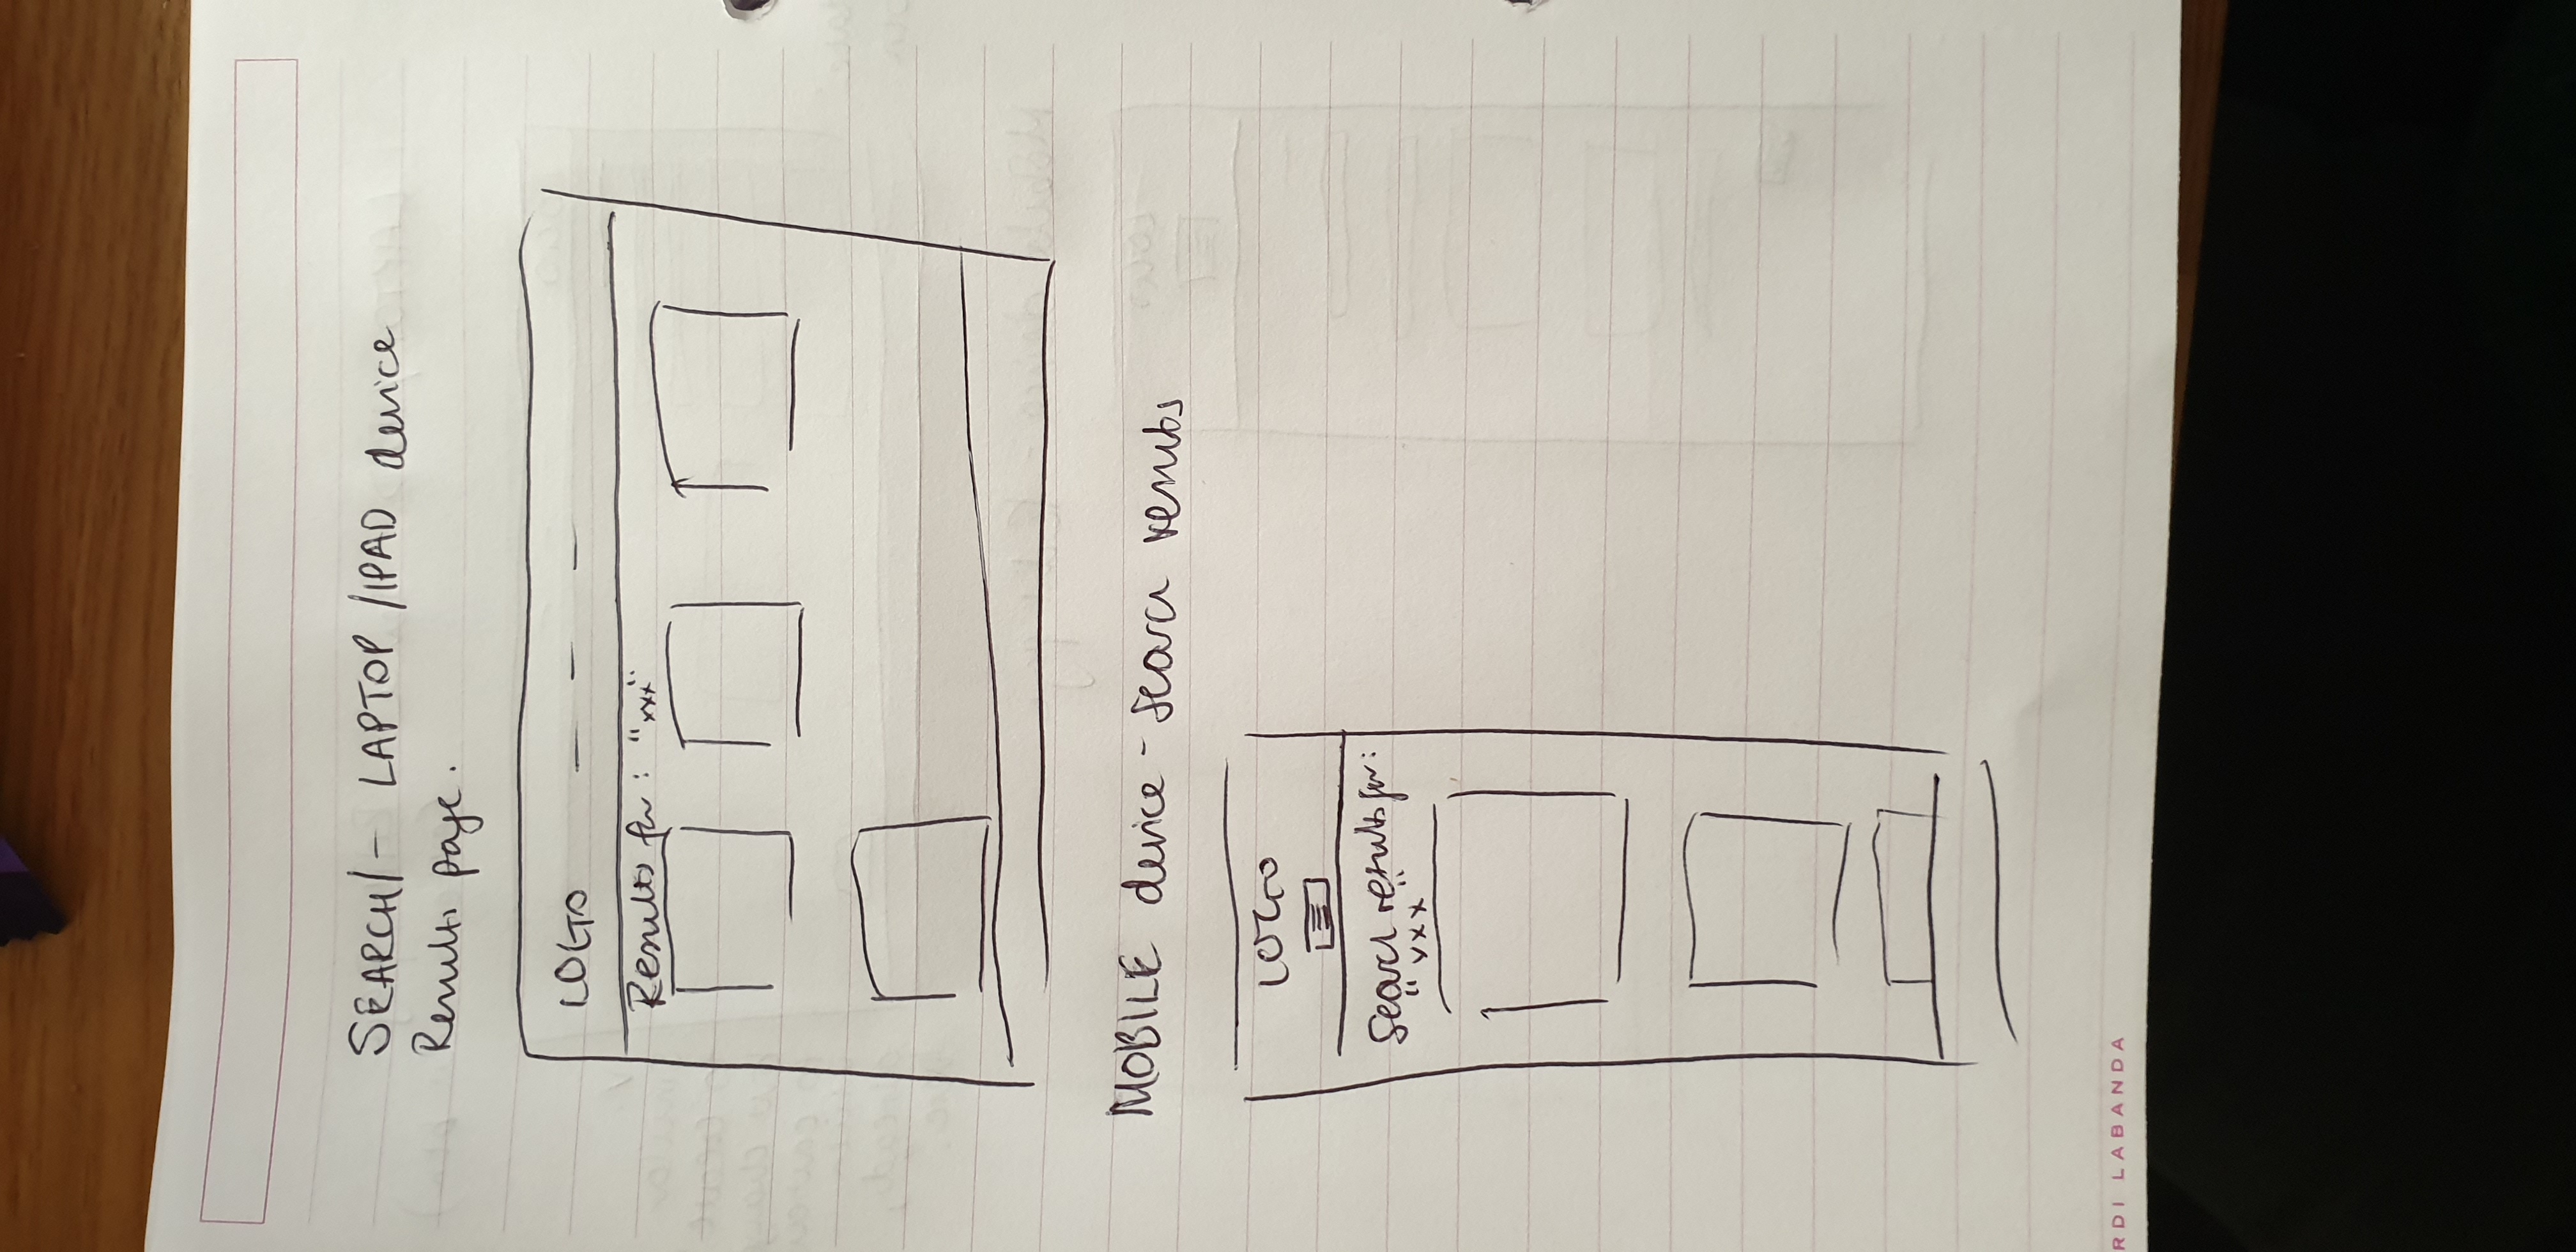 SEARCH/- LAPTOP /IPAD device
Results page.
LOGO
Results for: "xxx"
MOBILE device - Search results
LOGO
Search results for:
"xxx"
RDI LABANDA